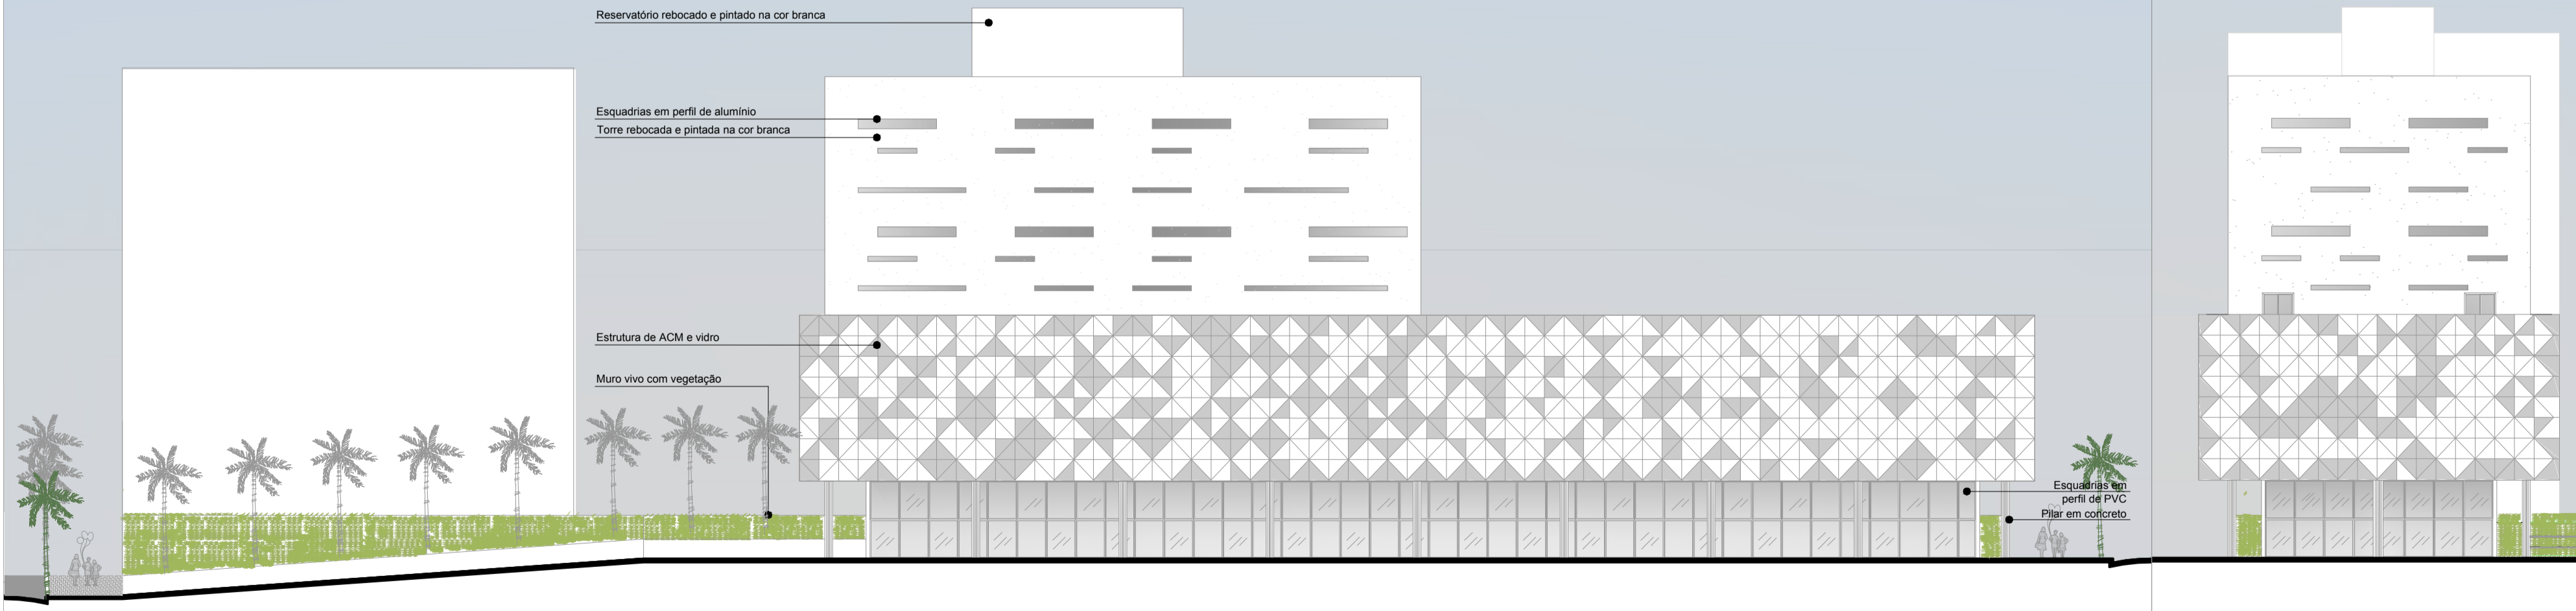 Reservatório rebocado e pintado na cor branca
Esquadrias em perfil de alumínio
Torre rebocada e pintada na cor branca
Estrutura de ACM e vidro
Muro vivo com vegetação
Esquadrias em
perfil de PVC
Pilar em concreto